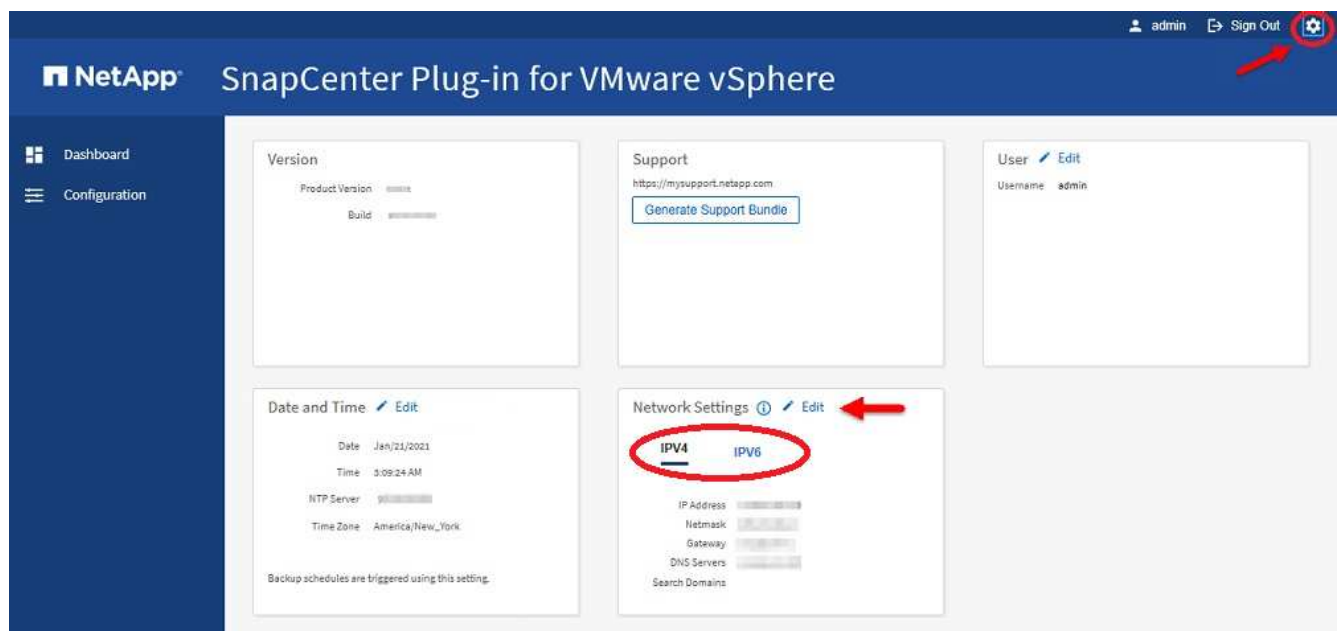 admin Sign Out
NetApp SnapCenter Plug-in for VMware vSphere
Dashboard
Configuration
Version
Product Version
Build
Support
https://mysupport.netapp.com
Generate Support Bundle
User Edit
Username admin
Date and Time Edit
Date Jan/21/2021
Time 3:09:24 AM
NTP Server
Time Zone America/New_York
Backup schedules are triggered using this setting.
Network Settings Edit
IPV4 IPV6
IP Address
Netmask
Gateway
DNS Servers
Search Domains